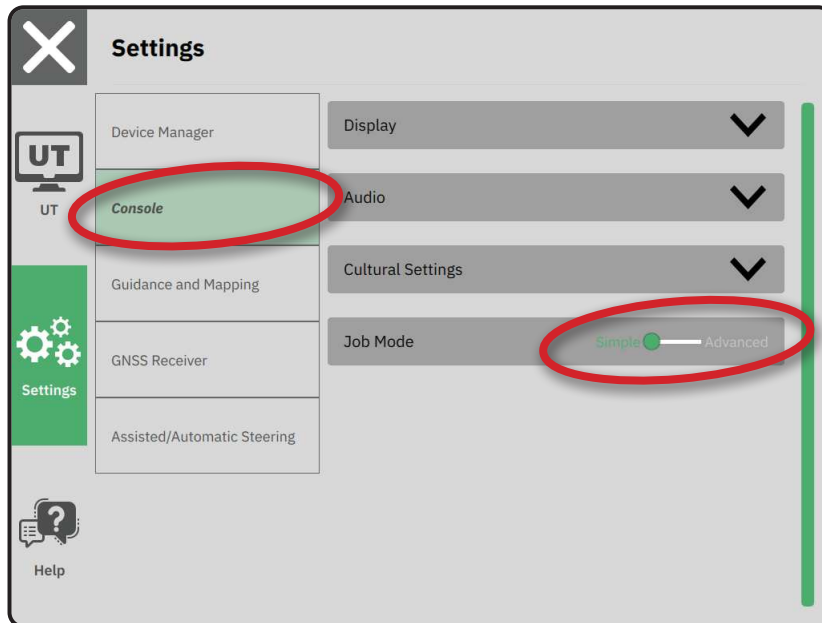 Settings
UT
UT
Settings
Help
Device Manager
Console
Guidance and Mapping
GNSS Receiver
Assisted/Automatic Steering
Display
Audio
Cultural Settings
Job Mode Simple Advanced